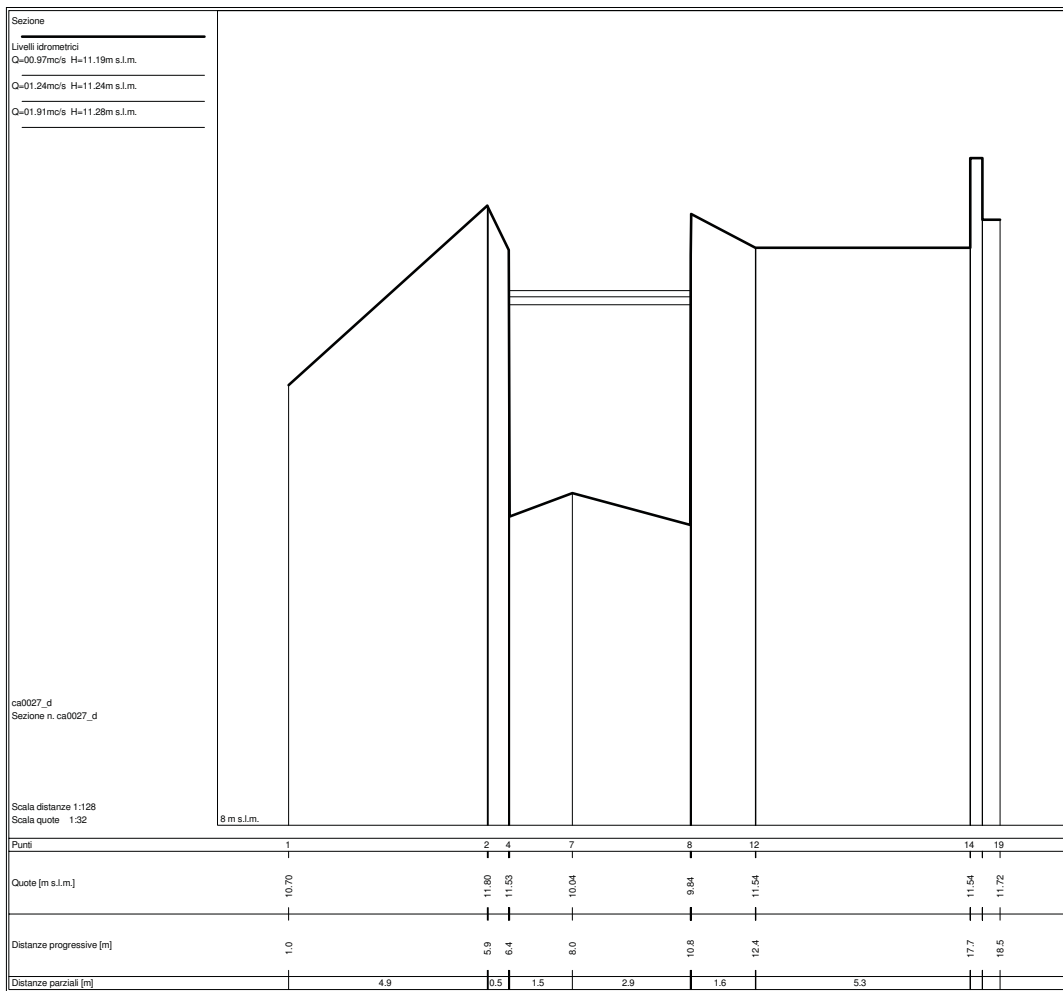 Sezione
Livelli idrometrici
Q=00.97mc/s H=11.19m s.l.m.
Q=01.24mc/s H=11.24m s.l.m.
Q=01.91mc/s H=11.28m s.l.m.
ca0027_d
Sezione n. ca0027_d
Scala distanze 1:128
Scala quote 1:32
8 m s.l.m.
Punti 1 2 4 7 8 12 14 19
Quote [m s.l.m.] 10.70 11.80 11.53 10.04 9.84 11.54 11.54 11.72
Distanze progressive [m] 1.0 5.9 6.4 8.0 10.8 12.4 17.7 18.5
Distanze parziali [m] 4.9 0.5 1.5 2.9 1.6 5.3